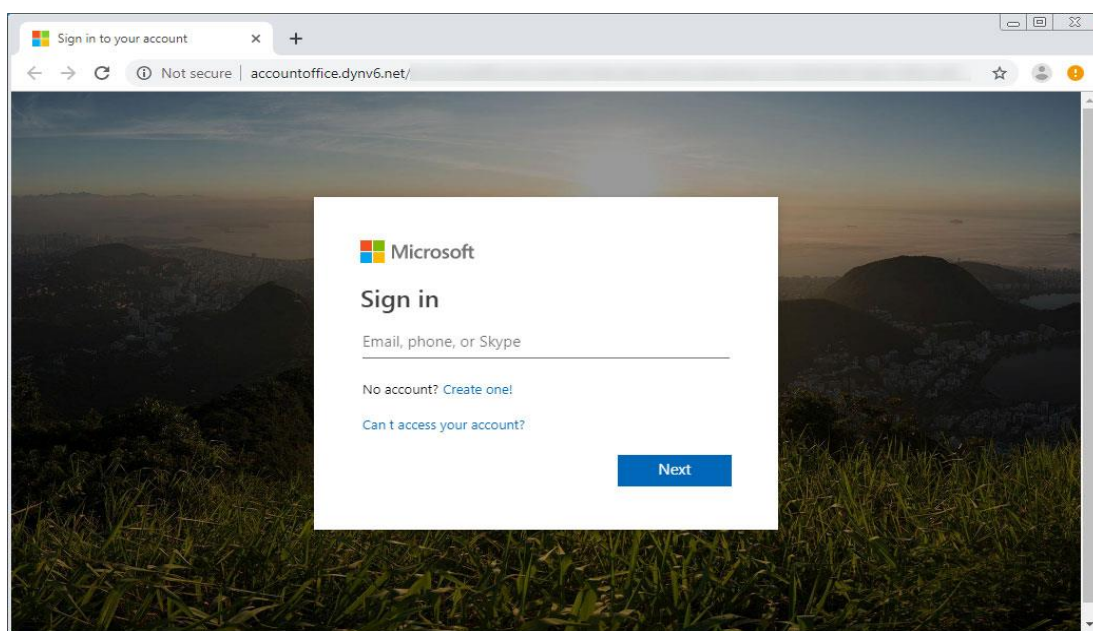 Sign in to your account
Not secure accountoffice.dynv6.net/
Microsoft
Sign in
Email, phone, or Skype
No account? Create one!
Can t access your account?
Next